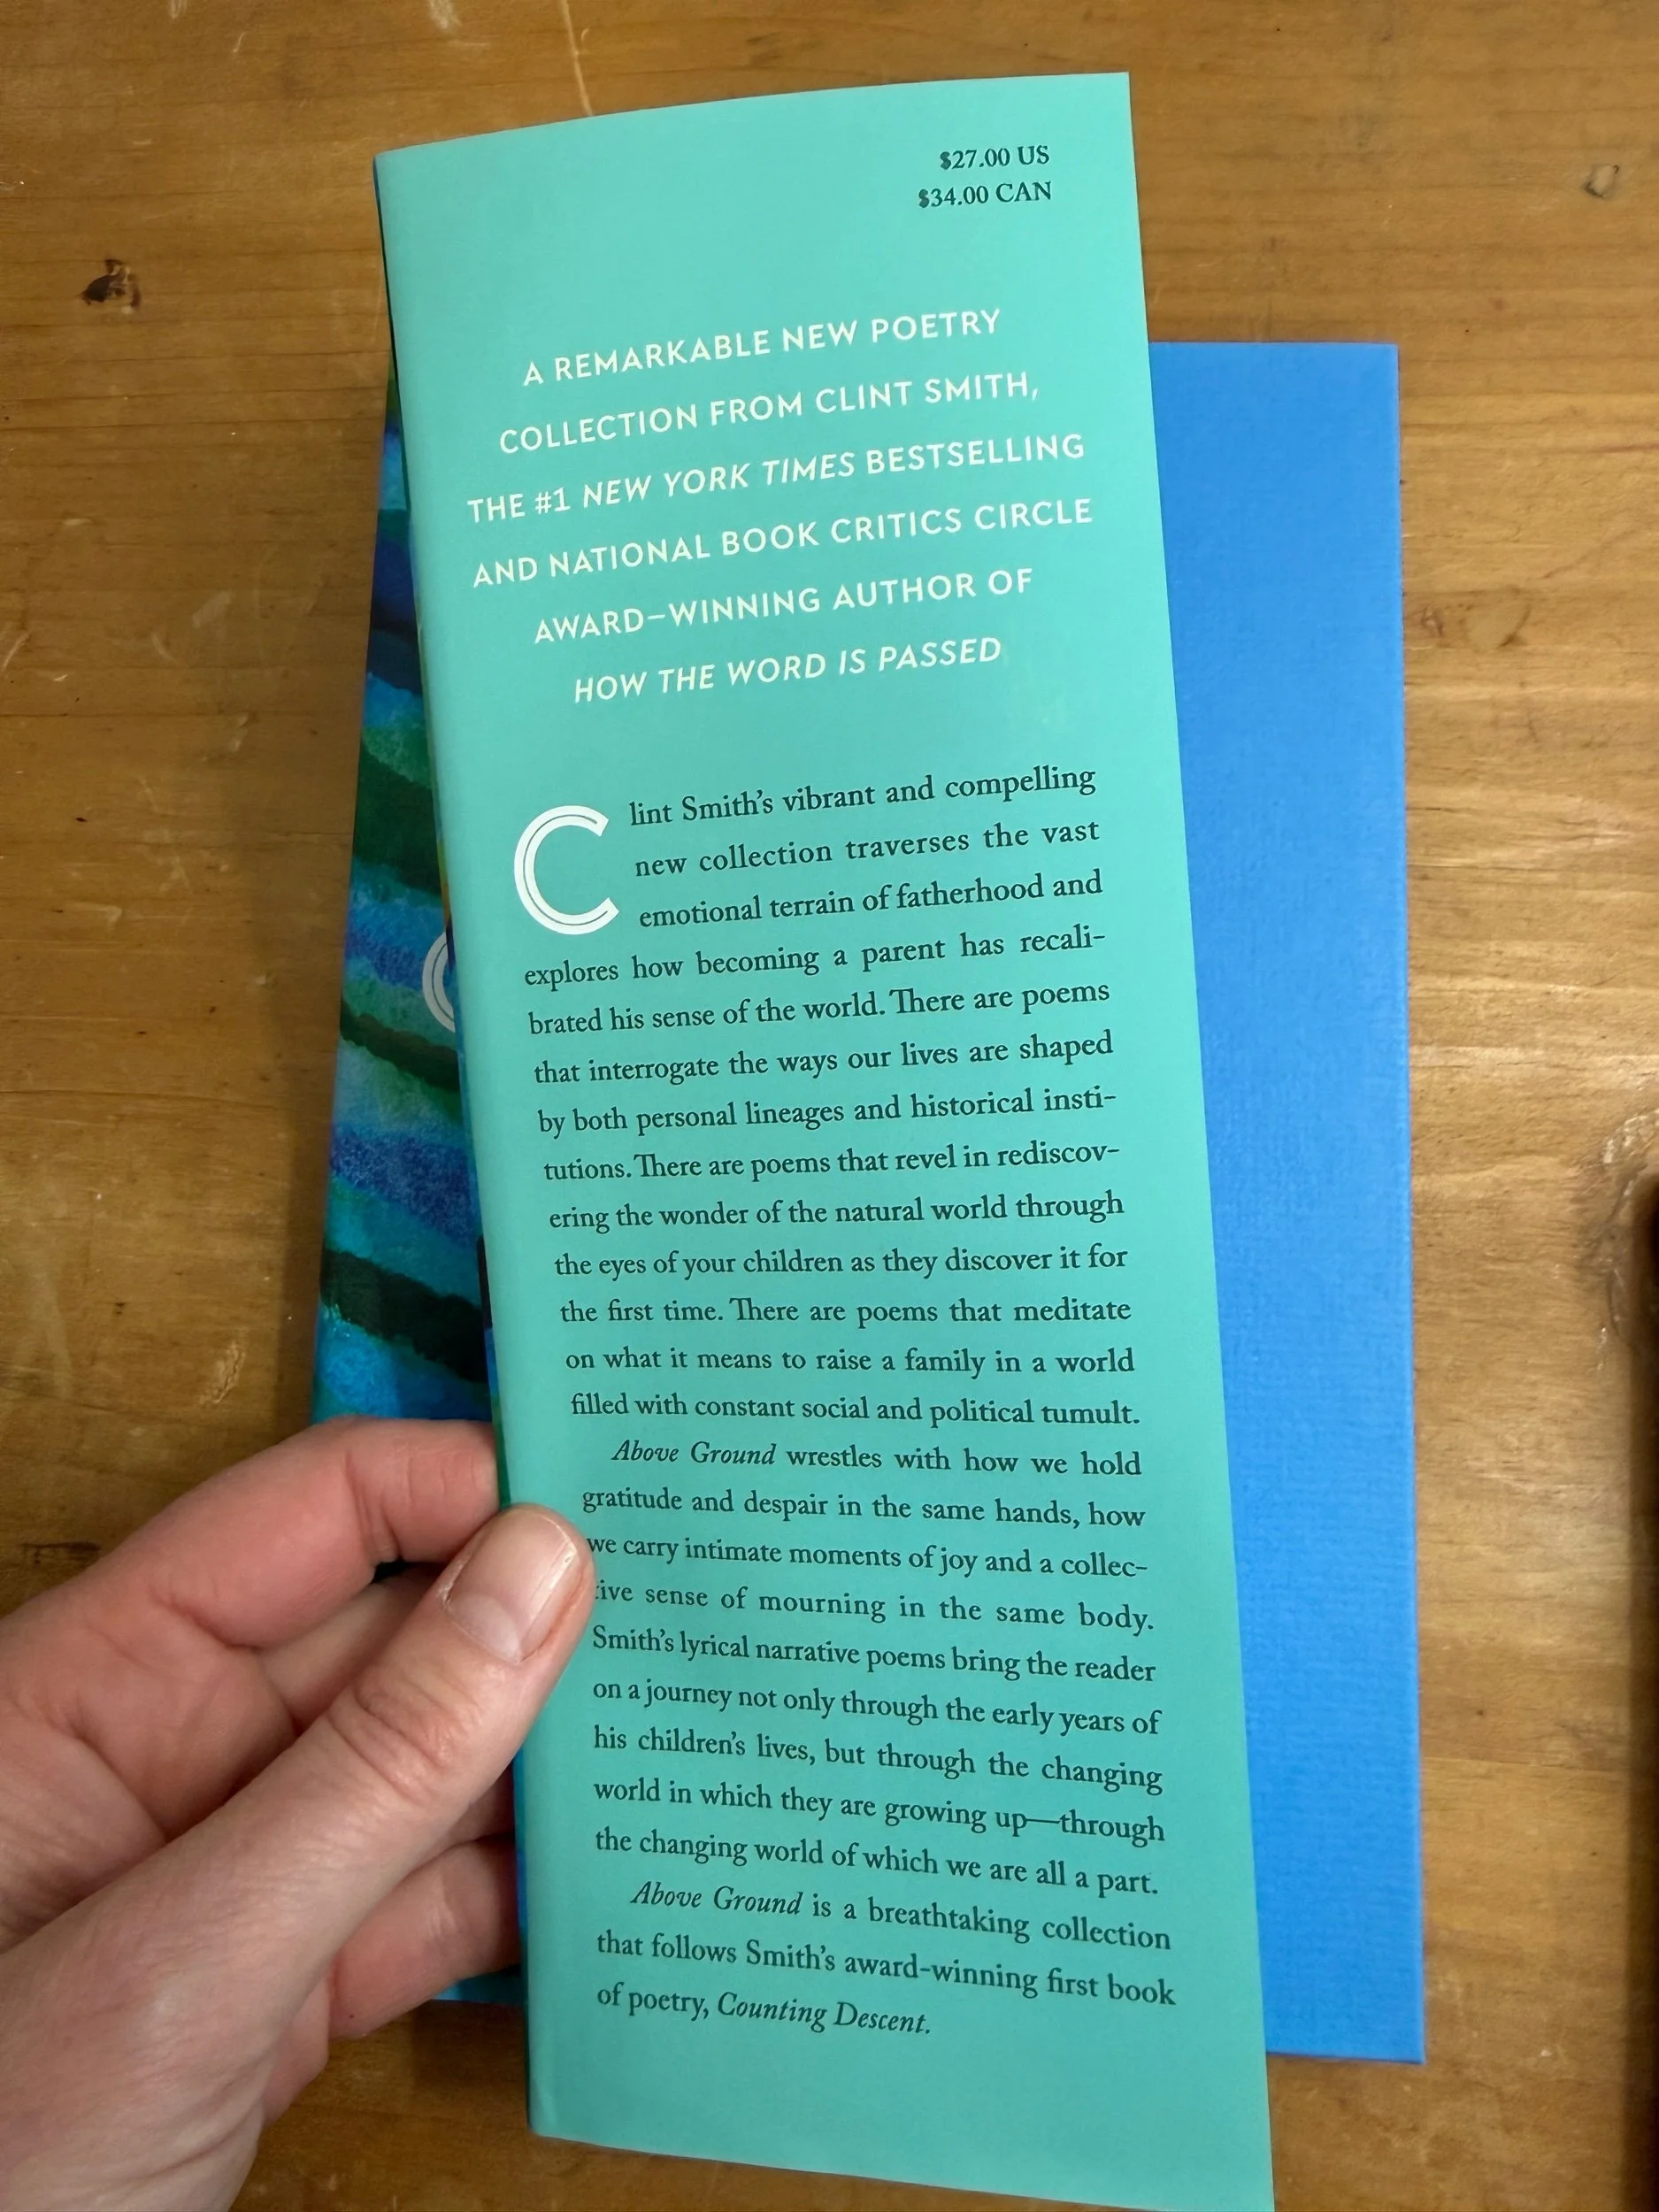 $27.00 US
$34.00 CAN
A REMARKABLE NEW POETRY
COLLECTION FROM CLINT SMITH,
THE #1 NEW YORK TIMES BESTSELLING
AND NATIONAL BOOK CRITICS CIRCLE
AWARD–WINNING AUTHOR OF
HOW THE WORD IS PASSED
Clint Smith’s vibrant and compelling
new collection traverses the vast
emotional terrain of fatherhood and
explores how becoming a parent has recali-
brated his sense of the world. There are poems
that interrogate the ways our lives are shaped
by both personal lineages and historical insti-
tutions. There are poems that revel in rediscov-
ering the wonder of the natural world through
the eyes of your children as they discover it for
the first time. There are poems that meditate
on what it means to raise a family in a world
filled with constant social and political tumult.
Above Ground wrestles with how we hold
gratitude and despair in the same hands, how
we carry intimate moments of joy and a collec-
tive sense of mourning in the same body.
Smith’s lyrical narrative poems bring the reader
on a journey not only through the early years of
his children’s lives, but through the changing
world in which they are growing up—through
the changing world of which we are all a part.
Above Ground is a breathtaking collection
that follows Smith’s award-winning first book
of poetry, Counting Descent.